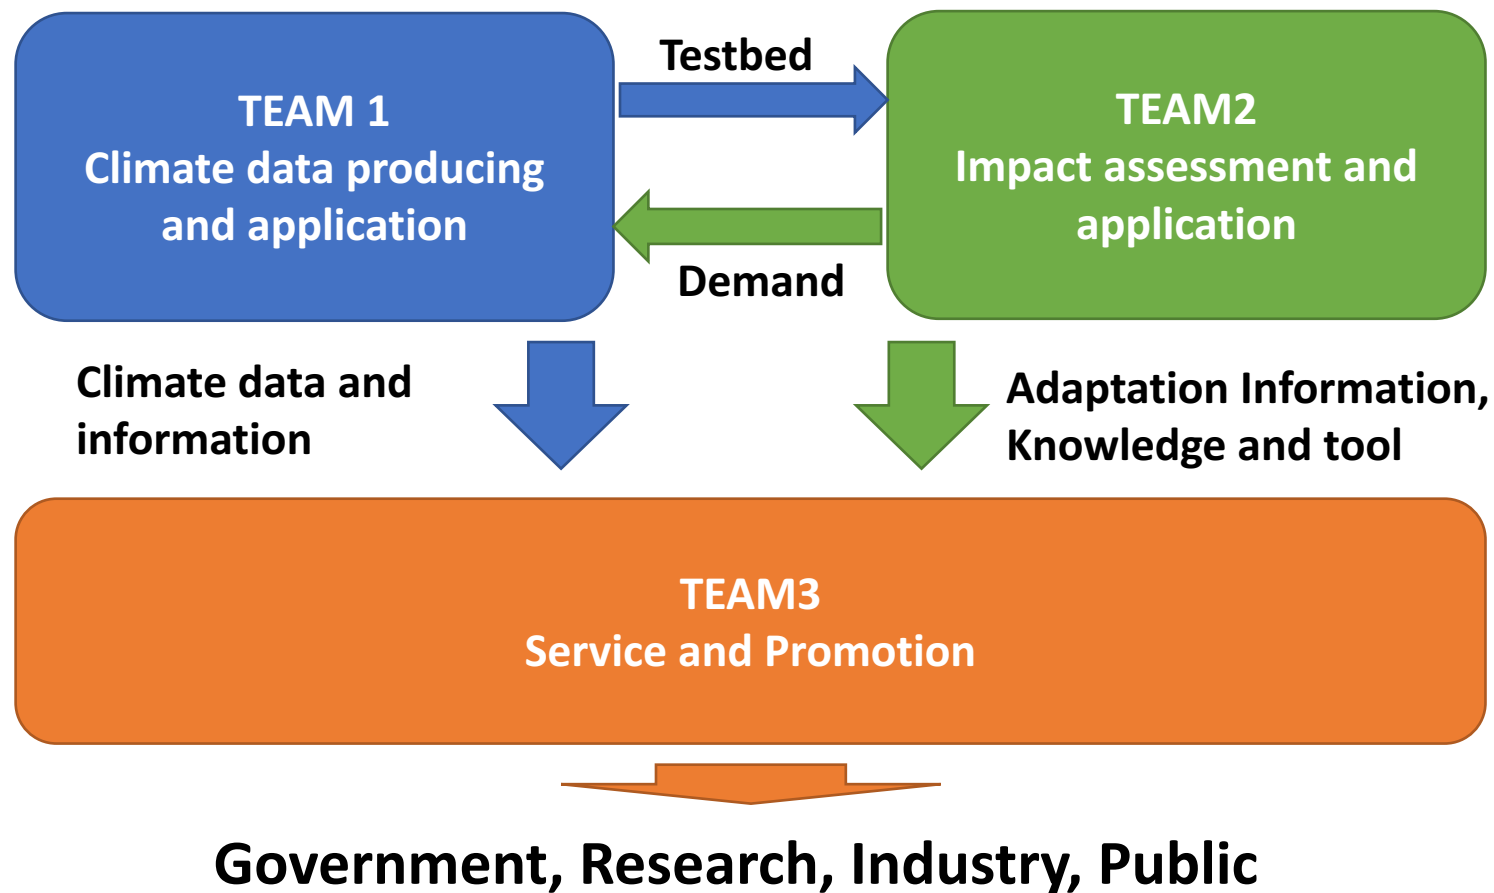 Testbed
TEAM 1
Climate data producing
and application
TEAM2
Impact assessment and
application
Demand
Climate data and
information
Adaptation Information,
Knowledge and tool
TEAM3
Service and Promotion
Government, Research, Industry, Public